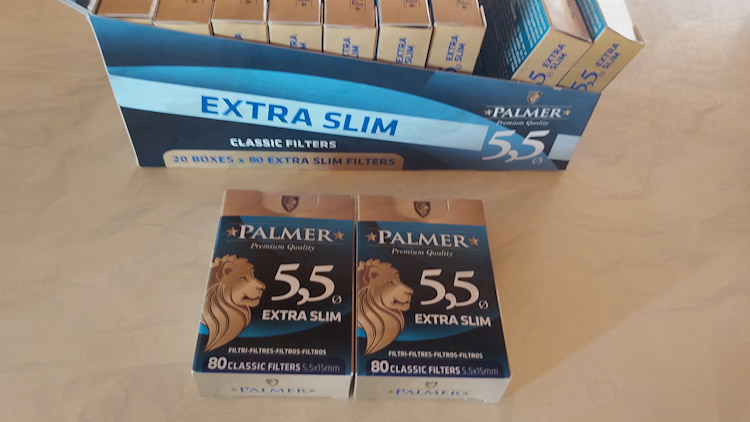 EXTRA SLIM
5,5 EXTRA SLIM
EXTRA SLIM
CLASSIC FILTERS
20 BOXES x 80 EXTRA SLIM FILTERS
PALMER
Premium Quality
5,5 Ø
PALMER
Premium Quality
5,5 Ø
EXTRA SLIM
FILTRI-FILTRES-FILTROS-FILTROS
80 CLASSIC FILTERS 5.5x15mm
PALMER
PALMER
Premium Quality
5,5 Ø
EXTRA SLIM
FILTRI-FILTRES-FILTROS-FILTROS
80 CLASSIC FILTERS 5.5x15mm
PALMER